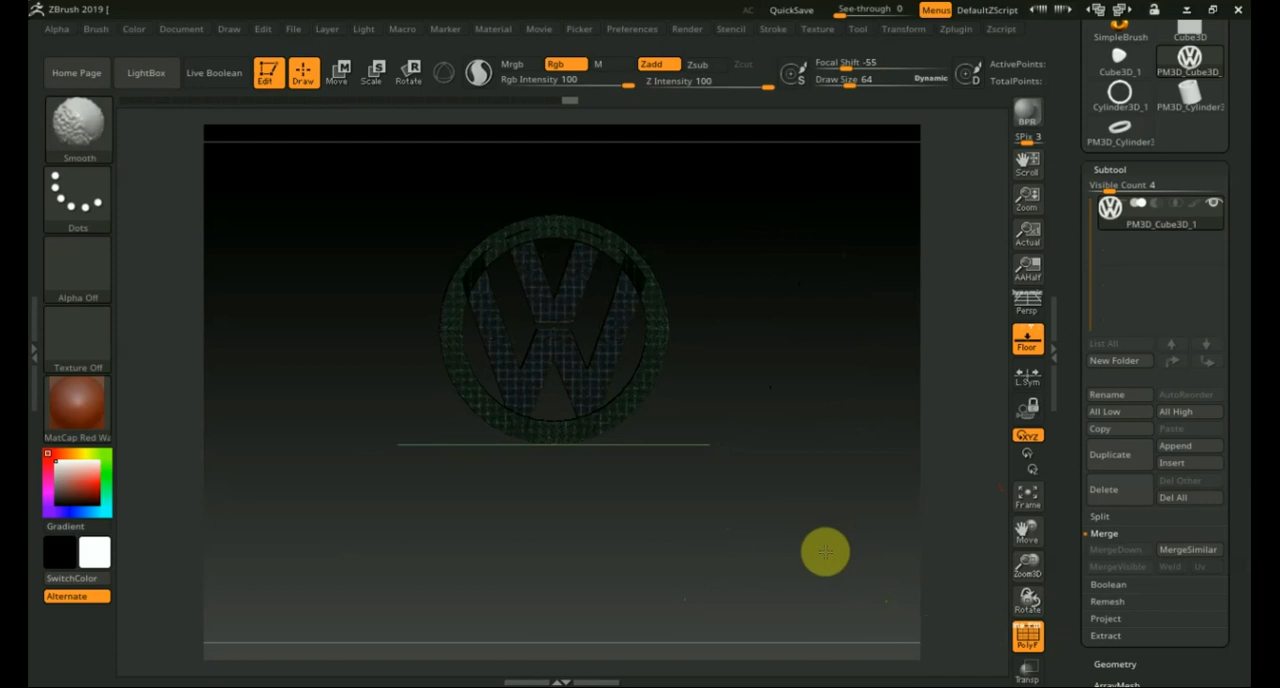 ZBrush 2019 [
AC QuickSave See-through 0 Menus DefaultZScript
Alpha Brush Color Document Draw Edit File Layer Light Macro Marker Material Movie Picker Preferences Render Stencil Stroke Texture Tool Transform Zplugin Zscript
Home Page LightBox Live Boolean Edit Draw Move Scale Rotate
Mrgb Rgb M
Rgb Intensity 100
Zadd Zsub Zcut
Z Intensity 100
S
Focal Shift -55
Draw Size 64 Dynamic
D
ActivePoints:
TotalPoints:
Smooth
Dots
Alpha Off
Texture Off
MatCap Red Wa
Gradient
SwitchColor
Alternate
BPR
SPix 3
Scroll
Zoom
Actual
AAHalf
Dynamic
Persp
Floor
L.Sym
XYZ
Frame
Move
Zoom3D
Rotate
PolyF
Transp
SimpleBrush Cube3D
Cube3D_1 PM3D_Cube3D_
Cylinder3D_1 PM3D_Cylinder3
PM3D_Cylinder3
Subtool
Visible Count 4
PM3D_Cube3D_1
List All
New Folder
Rename AutoReorder
All Low All High
Copy Paste
Duplicate Append
Insert
Delete Del Other
Del All
Split
Merge
MergeDown MergeSimilar
MergeVisible Weld Uv
Boolean
Remesh
Project
Extract
Geometry
ArrayMesh